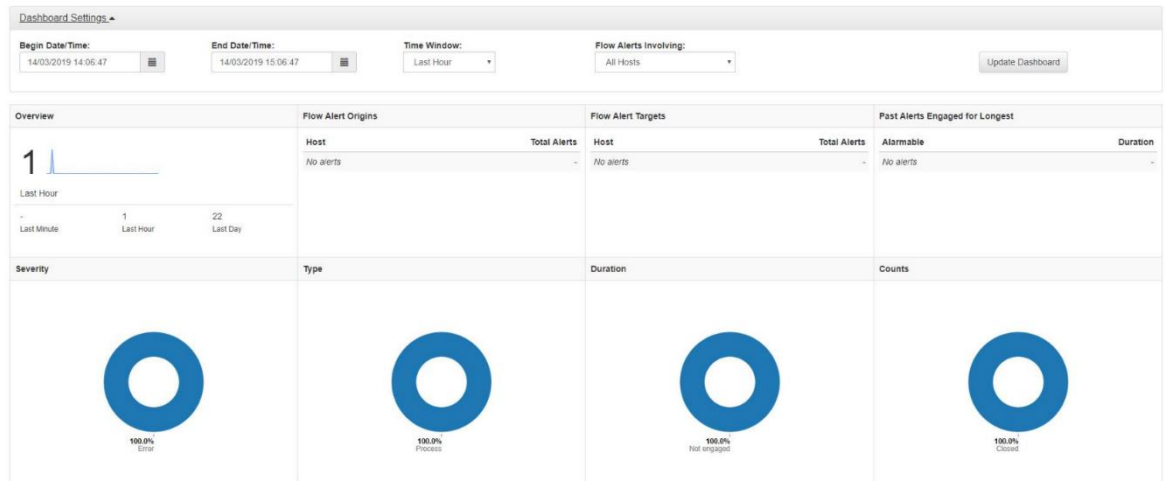 Dashboard Settings
Begin Date/Time: End Date/Time: Time Window: Flow Alerts Involving:
14/03/2019 14:06:47 14/03/2019 15:06:47 Last Hour All Hosts Update Dashboard
Overview Flow Alert Origins Flow Alert Targets Past Alerts Engaged for Longest
Host Total Alerts Host Total Alerts Alarmable Duration
No alerts - No alerts - No alerts -
1
Last Hour
- 1 22
Last Minute Last Hour Last Day
Severity Type Duration Counts
100.0% 100.0% 100.0% 100.0%
Error Process Not engaged Closed